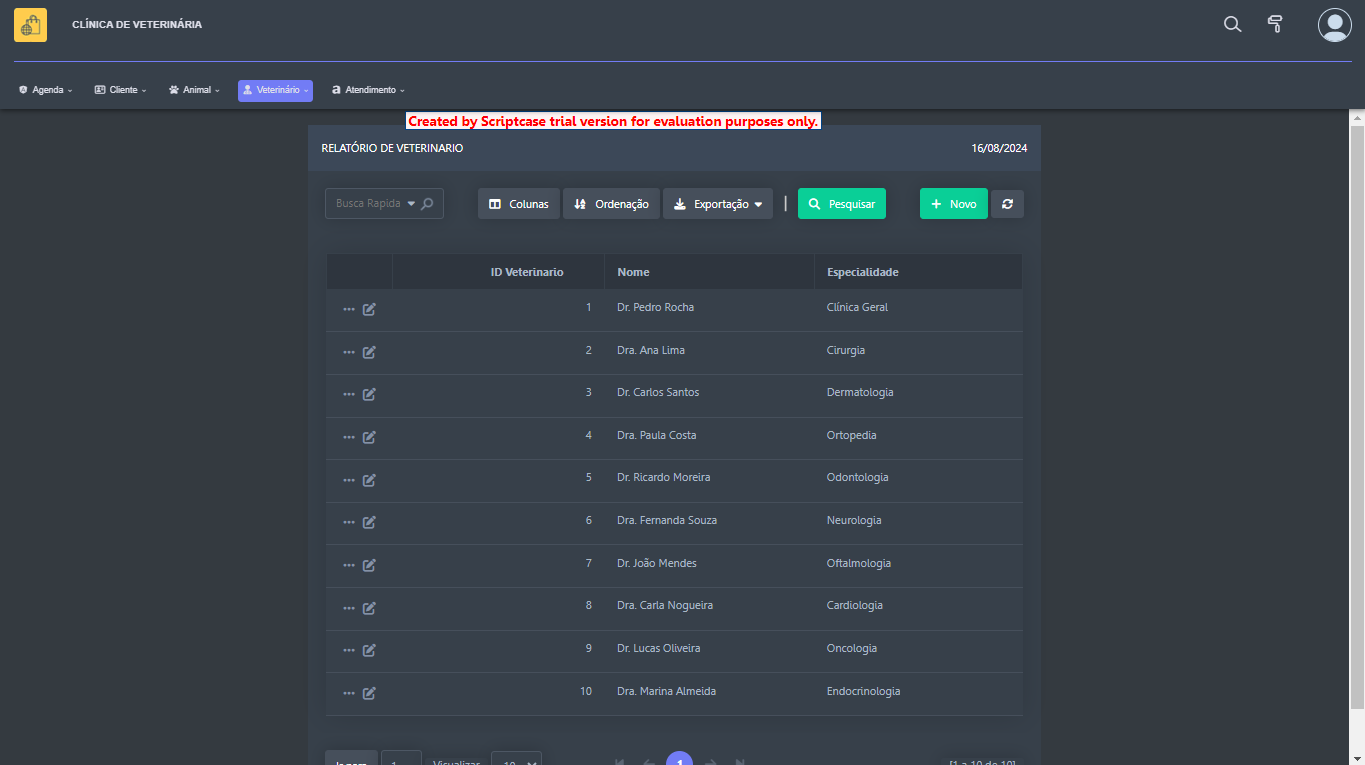 CLÍNICA DE VETERINÁRIA
Agenda Cliente Animal Veterinário Atendimento
Created by Scriptcase trial version for evaluation purposes only.
RELATÓRIO DE VETERINARIO 16/08/2024
Busca Rapida Colunas Ordenação Exportação | Pesquisar + Novo
ID Veterinario Nome Especialidade
1 Dr. Pedro Rocha Clínica Geral
2 Dra. Ana Lima Cirurgia
3 Dr. Carlos Santos Dermatologia
4 Dra. Paula Costa Ortopedia
5 Dr. Ricardo Moreira Odontologia
6 Dra. Fernanda Souza Neurologia
7 Dr. João Mendes Oftalmologia
8 Dra. Carla Nogueira Cardiologia
9 Dr. Lucas Oliveira Oncologia
10 Dra. Marina Almeida Endocrinologia
1 Visualizar 10 1 [1 a 10 de 10]